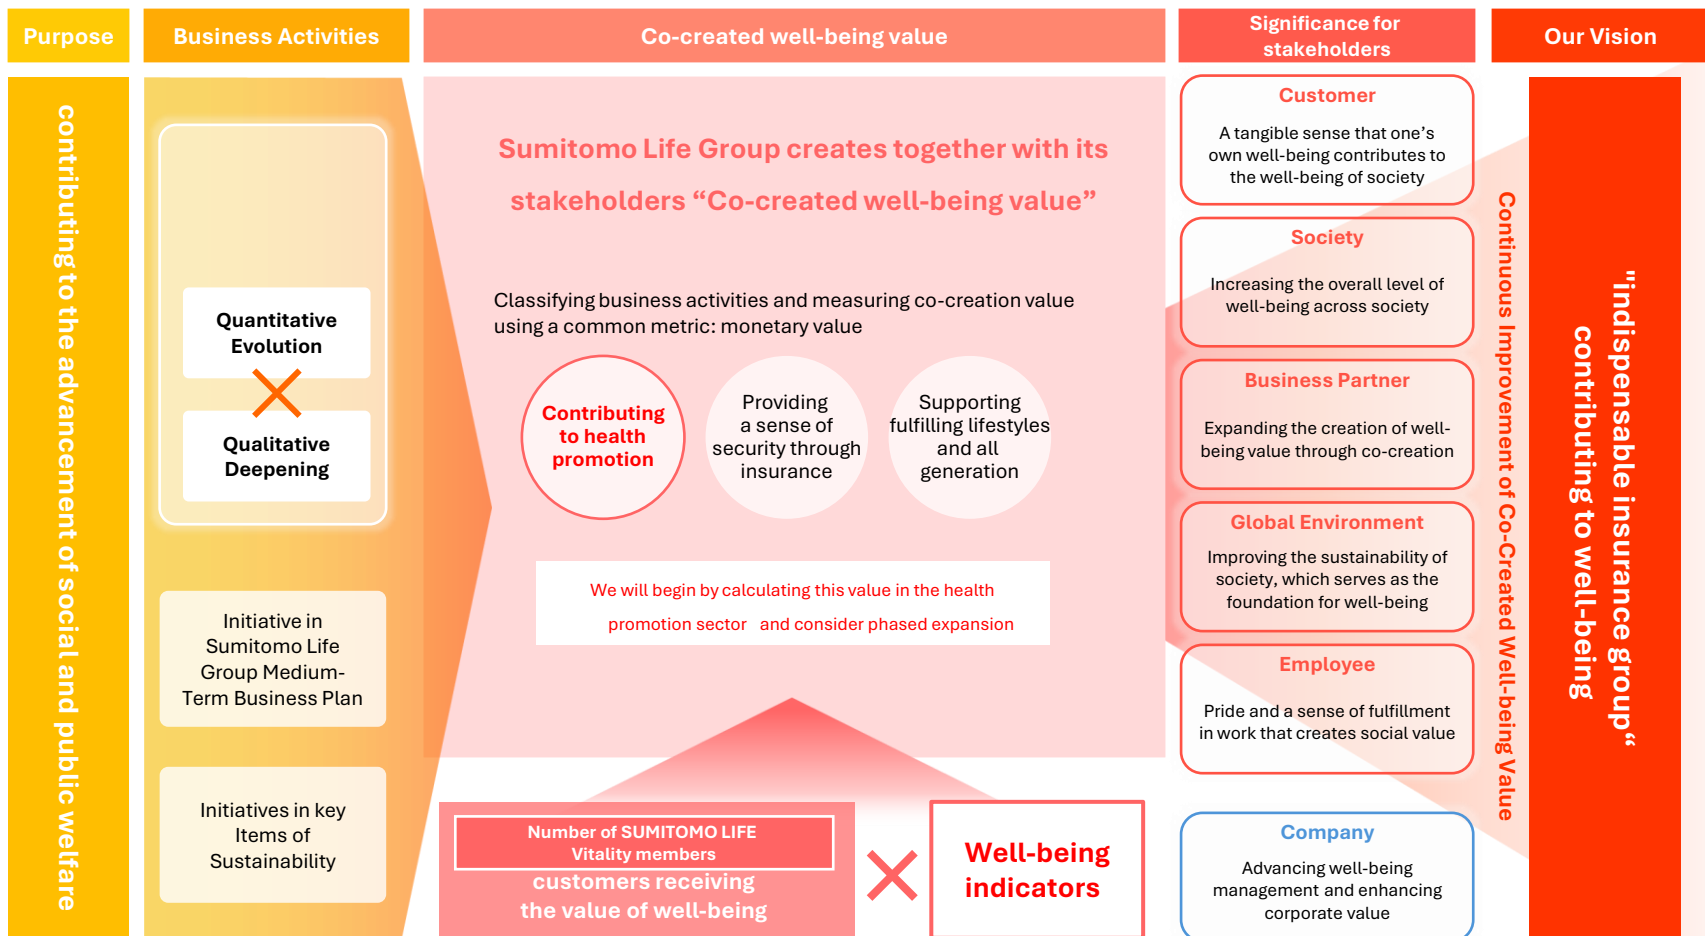 Purpose
Business Activities
Co-created well-being value
Significance for
stakeholders
Our Vision
contributing to the advancement of social and public welfare
Quantitative
Evolution
Qualitative
Deepening
Initiative in
Sumitomo Life
Group Medium-
Term Business Plan
Initiatives in key
Items of
Sustainability
Sumitomo Life Group creates together with its
stakeholders “Co-created well-being value”
Classifying business activities and measuring co-creation value
using a common metric: monetary value
Contributing
to health
promotion
Providing
a sense of
security through
insurance
Supporting
fulfilling lifestyles
and all
generation
We will begin by calculating this value in the health
promotion sector and consider phased expansion
Number of SUMITOMO LIFE
Vitality members
customers receiving
the value of well-being
Well-being
indicators
Customer
A tangible sense that one's
own well-being contributes to
the well-being of society
Society
Increasing the overall level of
well-being across society
Business Partner
Expanding the creation of well-
being value through co-creation
Global Environment
Improving the sustainability of
society, which serves as the
foundation for well-being
Employee
Pride and a sense of fulfillment
in work that creates social value
Company
Advancing well-being
management and enhancing
corporate value
Continuous Improvement of Co-Created Well-being Value
"indispensable insurance group“
contributing to well-being